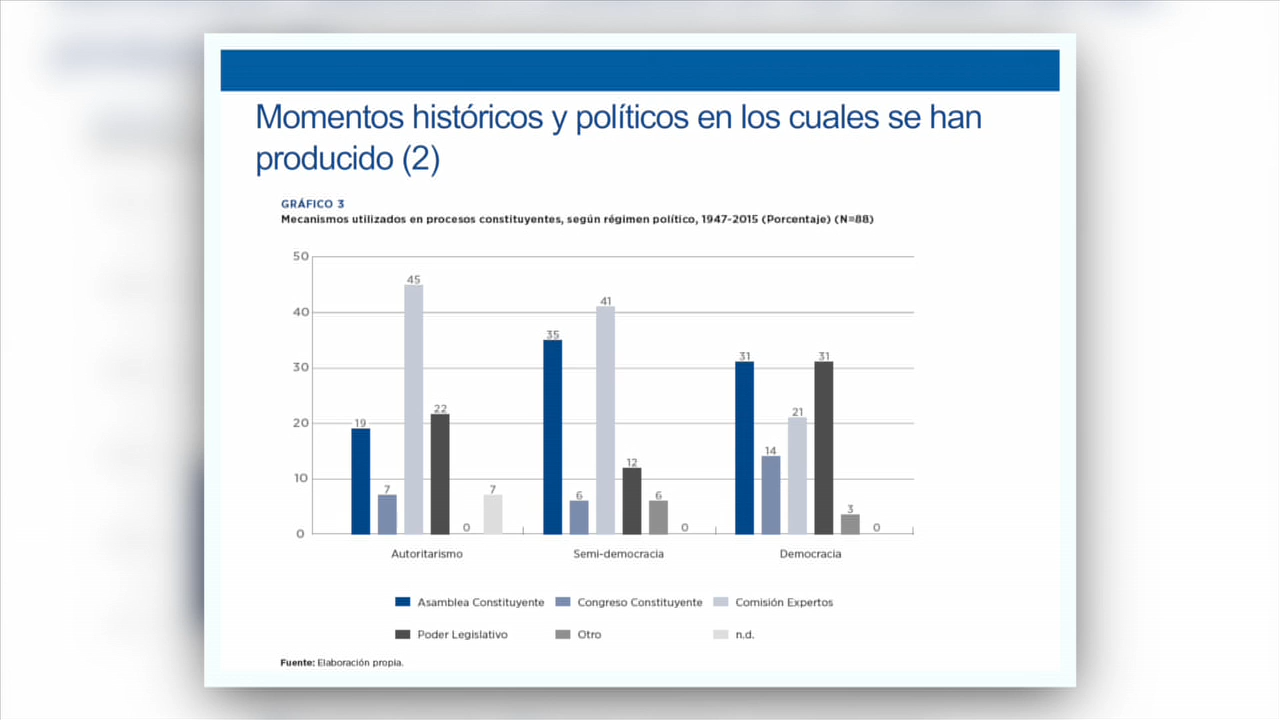 Momentos históricos y políticos en los cuales se han
producido (2)
GRÁFICO 3
Mecanismos utilizados en procesos constituyentes, según régimen político, 1947-2015 (Porcentaje) (N=88)
50
40
30
20
10
0
19
7
45
22
0
7
35
6
41
12
6
0
31
14
21
31
3
0
Autoritarismo
Semi-democracia
Democracia
Asamblea Constituyente
Congreso Constituyente
Comisión Expertos
Poder Legislativo
Otro
n.d.
Fuente: Elaboración propia.